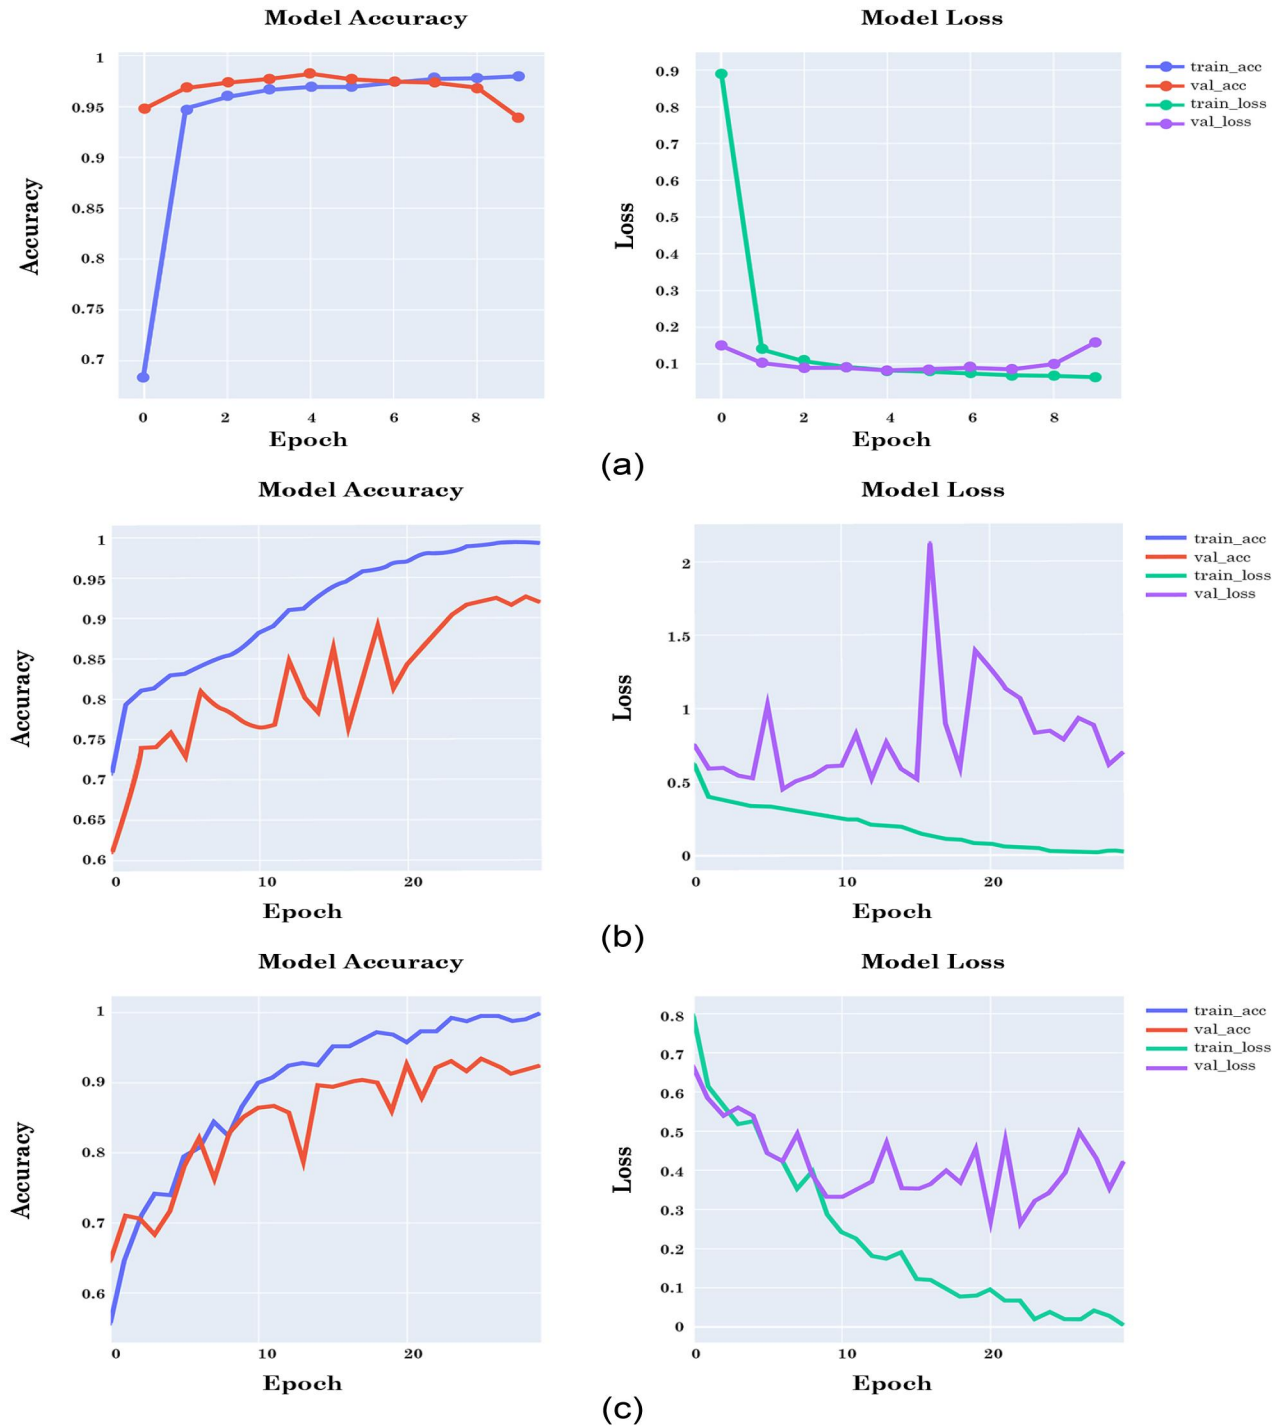 Model Accuracy
1
0.95
0.9
0.85
0.8
0.75
0.7
Accuracy
0 2 4 6 8
Epoch
Model Loss
0.9
0.8
0.7
0.6
0.5
0.4
0.3
0.2
0.1
Loss
0 2 4 6 8
Epoch
train_acc
val_acc
train_loss
val_loss
(a)
Model Accuracy
1
0.95
0.9
0.85
0.8
0.75
0.7
0.65
0.6
Accuracy
0 10 20
Epoch
Model Loss
2
1.5
1
0.5
0
Loss
0 10 20
Epoch
train_acc
val_acc
train_loss
val_loss
(b)
Model Accuracy
1
0.9
0.8
0.7
0.6
Accuracy
0 10 20
Epoch
Model Loss
0.8
0.7
0.6
0.5
0.4
0.3
0.2
0.1
0
Loss
0 10 20
Epoch
train_acc
val_acc
train_loss
val_loss
(c)